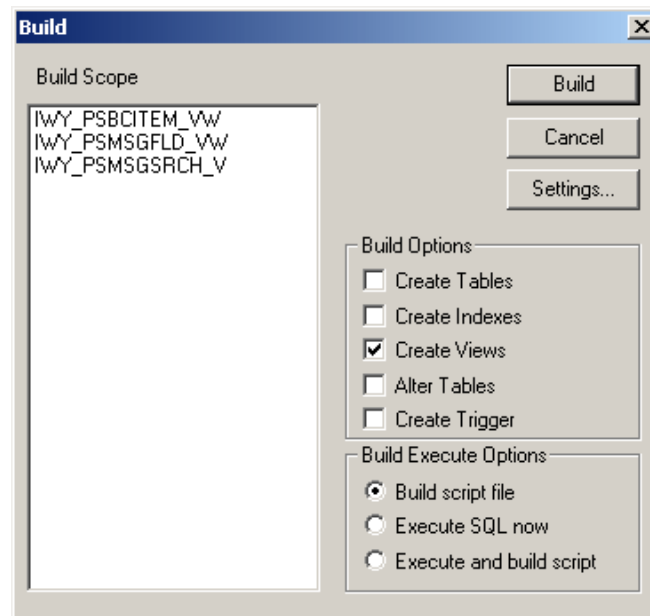 Build
Build Scope
IWY_PSBCITEM_VW
IWY_PSMSGFLD_VW
IWY_PSMSGSRCH_V
Build
Cancel
Settings...
Build Options
Create Tables
Create Indexes
Create Views
Alter Tables
Create Trigger
Build Execute Options
Build script file
Execute SQL now
Execute and build script